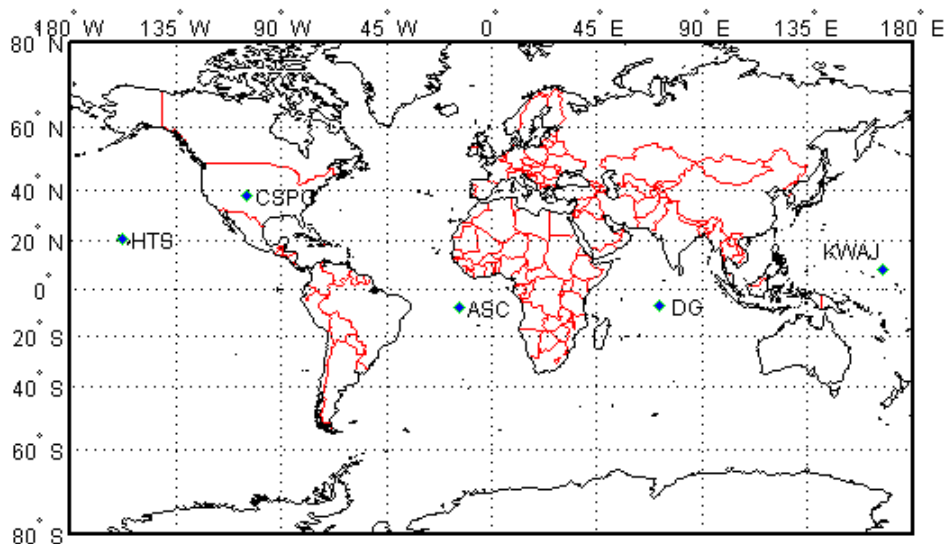 180° W 135° W 90° W 45° W 0° 45° E 90° E 135° E 180° E
80° N
60° N
40° N
CSPO
20° N
HTS
KWAJ
0°
ASC
DG
20° S
40° S
60° S
80° S